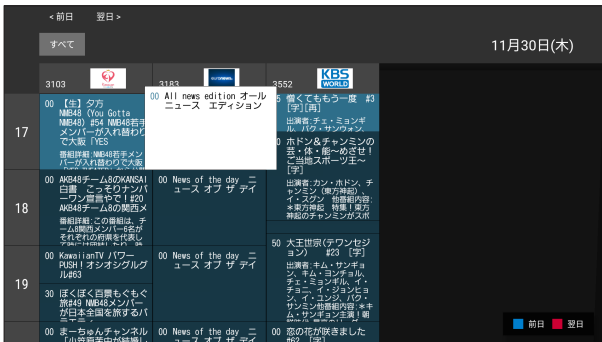 <前日 翌日>
すべて
11月30日(木)
3103
3183
euronews.
3552
KBS
WORLD
17
00 【生】夕方
NMB48 (You Gotta
NMB48) #54 NMB48若手
メンバーが入れ替わり
で大阪「YES
番組詳細:NMB48若手メン
バーが入れ替わりで大阪
00 All news edition オール
ニュース エディション
5 憎くてももう一度 #3
[字][再]
出演者:チェ・ミョンギ
ル、パク・サンウォン、
0 ホドン&チャンミンの
芸・体・能~めざせ!
ご当地スポーツ王~
[字]
出演者:カン・ホドン、チ
ャンミン(東方神起)、
イ・スグン 他番組内容:
*東方神起 特集!東方
神起のチャンミンがスポ
18
00 AKB48チーム8のKANSAI
白書 こっそりナンバ
ーワン宣言やで!#20
AKB48チーム8の関西メ
番組詳細:この番組は、チ
ーム8関西メンバー6名が
それぞれの府県を代表し
00 News of the day ニ
ュース オブ ザ デイ
50 大王世宗(テワンセジ
ョン) #23 [字]
出演者:キム・サンギョ
ン、キム・ヨンチョル、
チェ・ミョンギル、イ・
チョニ、イ・ジョンヒョ
ン、イ・ユンジ、パク・
サンミン他番組内容:*キ
ム・サンギョン主演!朝
19
00 KawaiianTV パワー
PUSH!オシオシグルグ
ル#63
00 News of the day ニ
ュース オブ ザ デイ
30 ぼくぼく百景もぐもぐ
旅#49 NMB48メンバー
が日本全国を旅するバ
00 まーちゅんチャンネル
00 News of the day ニ
ュース オブ ザ デイ
00 恋の花が咲きました
#62 [字]
前日 翌日